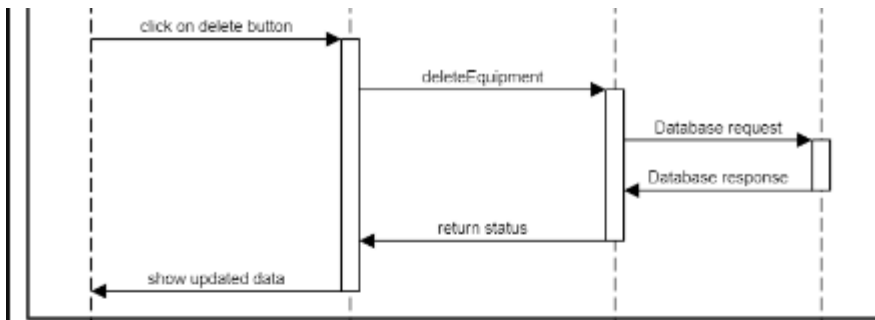 click on delete button
deleteEquipment
Database request
Database response
return status
show updated data